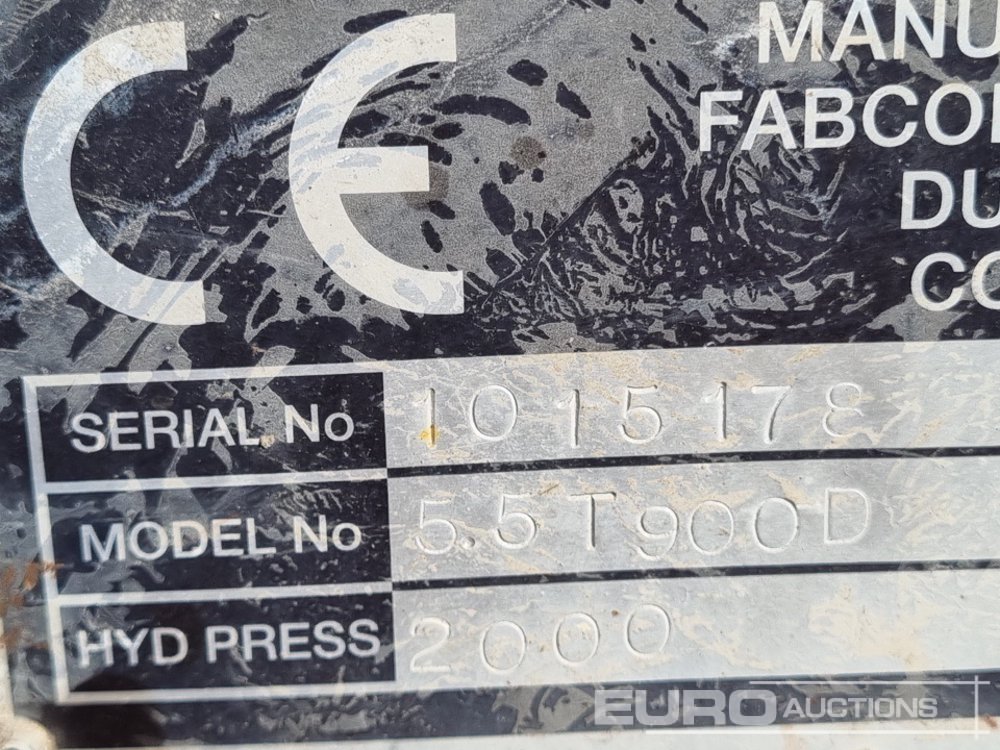 CE
MANU
FABCO
DU
CO
SERIAL No 1015178
MODEL No 5.5T900D
HYD PRESS 2000
EURO AUCTIONS